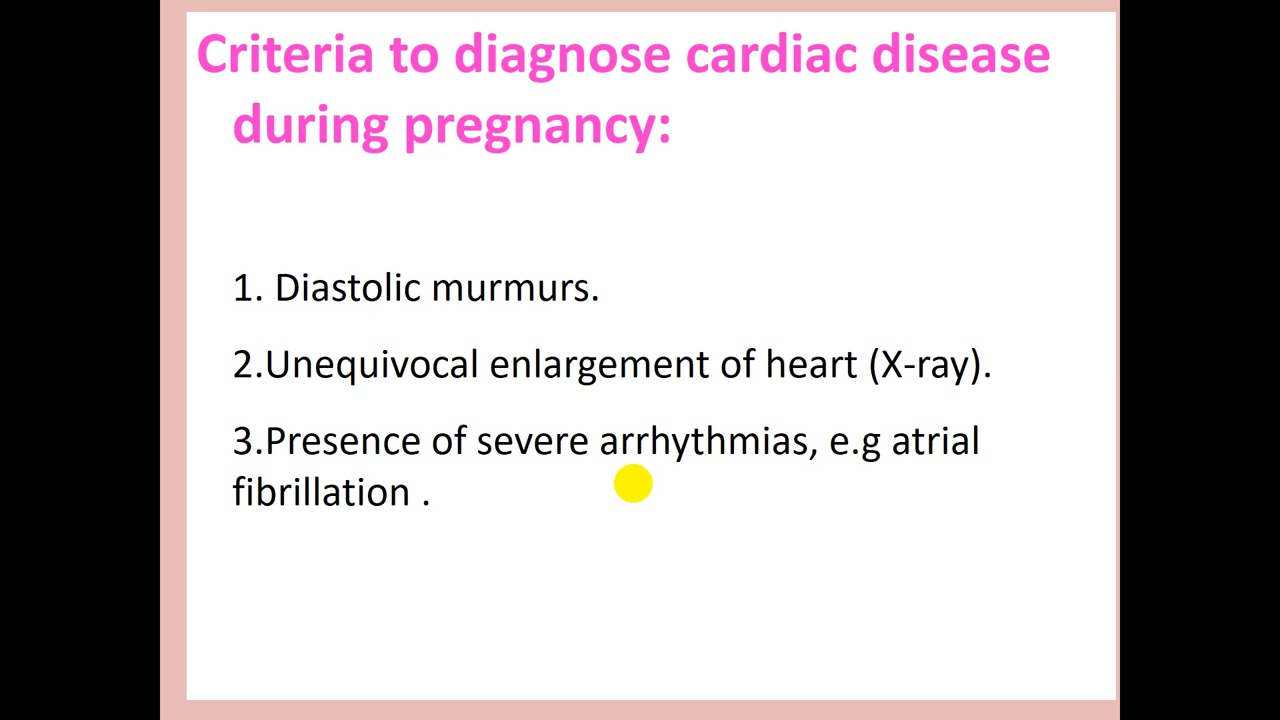 Criteria to diagnose cardiac disease
during pregnancy:
1. Diastolic murmurs.
2.Unequivocal enlargement of heart (X-ray).
3.Presence of severe arrhythmias, e.g atrial
fibrillation .